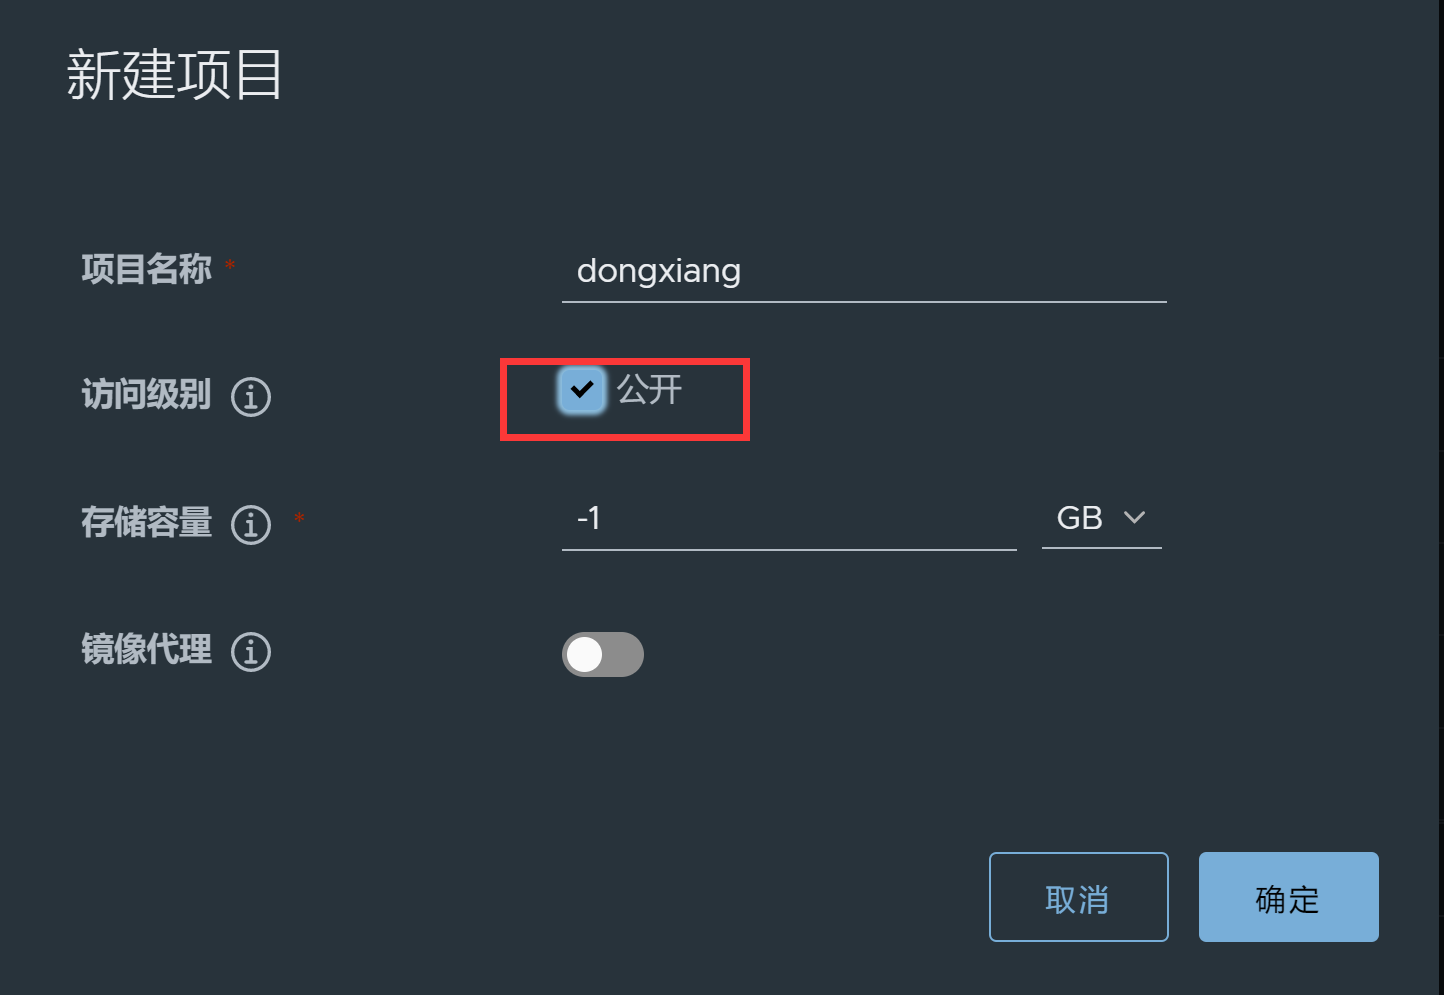 新建项目
项目名称 *
dongxiang
访问级别
公开
存储容量 *
-1
GB
镜像代理
取消
确定